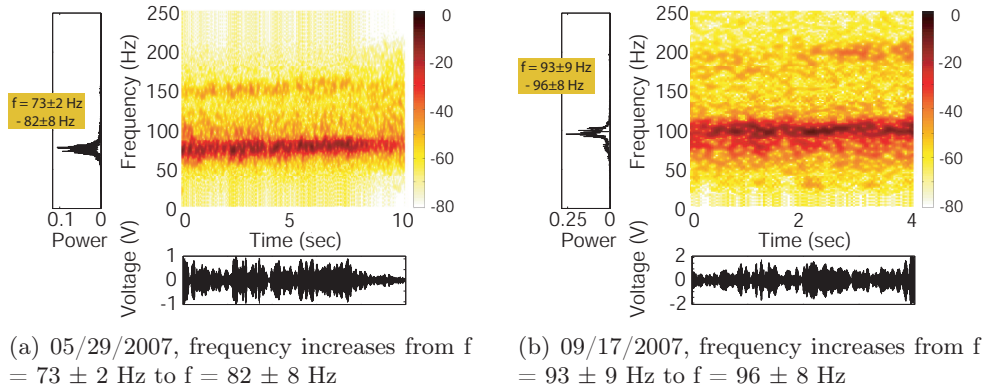 250
200
150
100
50
0
Frequency (Hz)
f = 73±2 Hz
- 82±8 Hz
0.1
0
Power
0
5
10
Time (sec)
0
-20
-40
-60
-80
Voltage (V)
1
0
-1
(a) 05/29/2007, frequency increases from f
= 73 ± 2 Hz to f = 82 ± 8 Hz
250
200
150
100
50
0
Frequency (Hz)
f = 93±9 Hz
- 96±8 Hz
0.25
0
Power
0
2
4
Time (sec)
0
-20
-40
-60
-80
Voltage (V)
2
0
-2
(b) 09/17/2007, frequency increases from f
= 93 ± 9 Hz to f = 96 ± 8 Hz